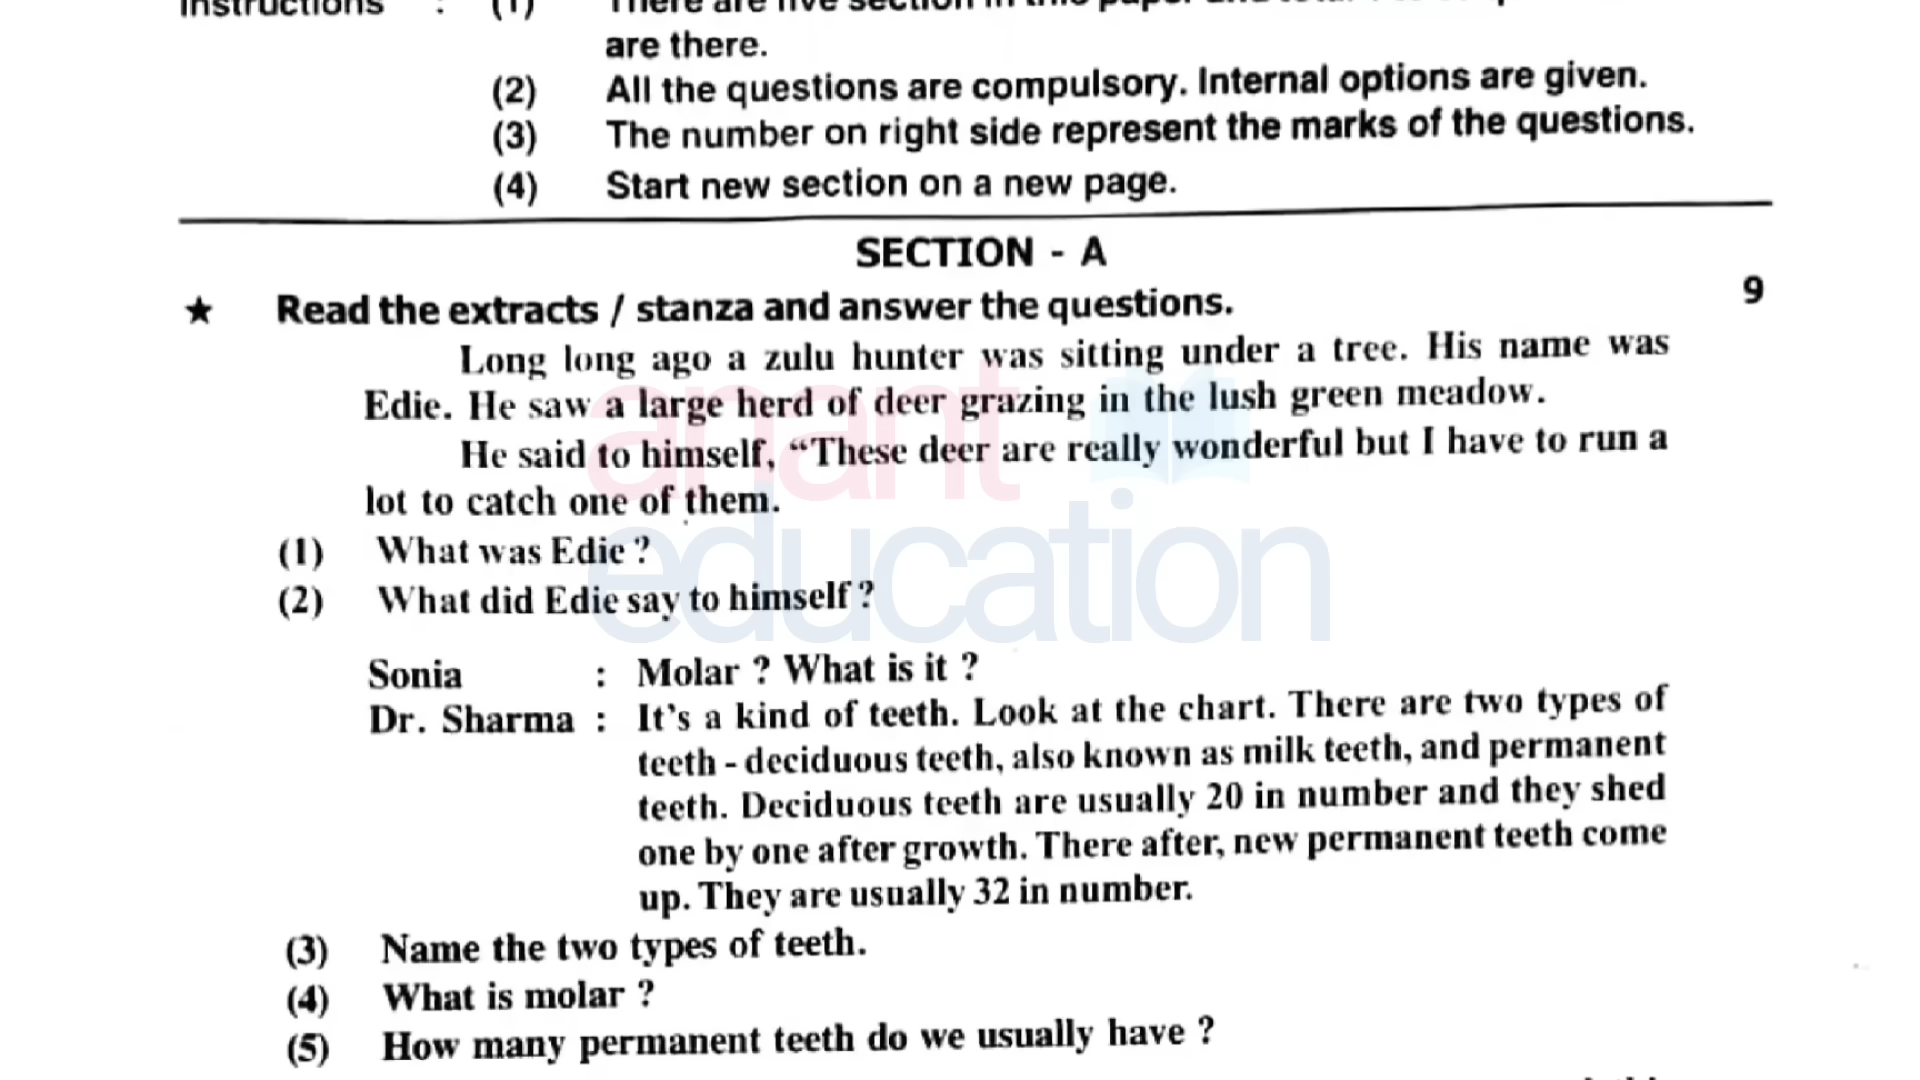 Instructions : (1) There are five section in this paper and total
are there.
(2) All the questions are compulsory. Internal options are given.
(3) The number on right side represent the marks of the questions.
(4) Start new section on a new page.
SECTION - A
★ Read the extracts / stanza and answer the questions. 9
Long long ago a zulu hunter was sitting under a tree. His name was
Edie. He saw a large herd of deer grazing in the lush green meadow.
He said to himself, “These deer are really wonderful but I have to run a
lot to catch one of them.
(1) What was Edie ?
(2) What did Edie say to himself ?
anant
education
Sonia : Molar ? What is it ?
Dr. Sharma : It’s a kind of teeth. Look at the chart. There are two types of
teeth - deciduous teeth, also known as milk teeth, and permanent
teeth. Deciduous teeth are usually 20 in number and they shed
one by one after growth. There after, new permanent teeth come
up. They are usually 32 in number.
(3) Name the two types of teeth.
(4) What is molar ?
(5) How many permanent teeth do we usually have ?